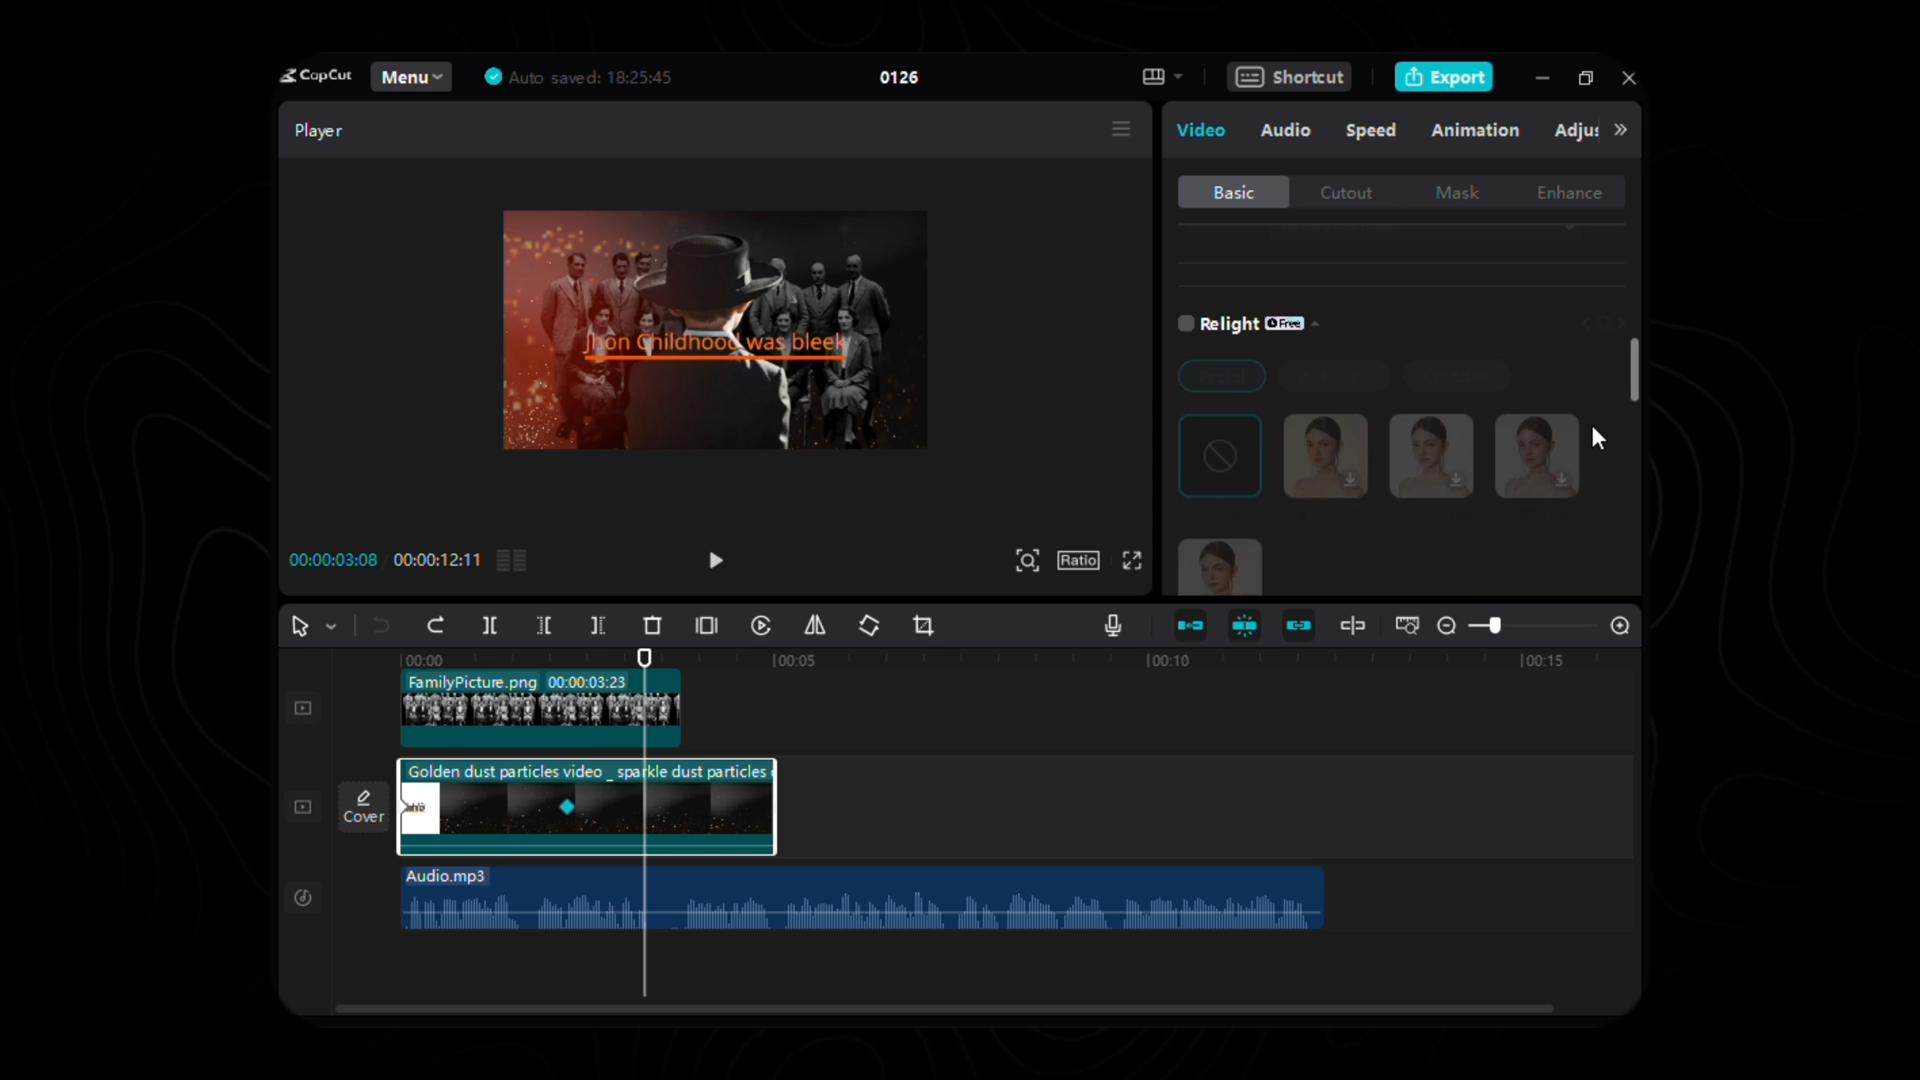 CapCut
Menu
Auto saved: 18:25:45
0126
Shortcut
Export
Player
Video
Audio
Speed
Animation
Basic
Cutout
Mask
Enhance
Jhon Childhood was bleek
Relight
Free
00:00:03:08
00:00:12:11
Ratio
00:00
00:05
00:10
00:15
FamilyPicture.png 00:00:03:23
Golden dust particles video _ sparkle dust particles
Cover
Audio.mp3